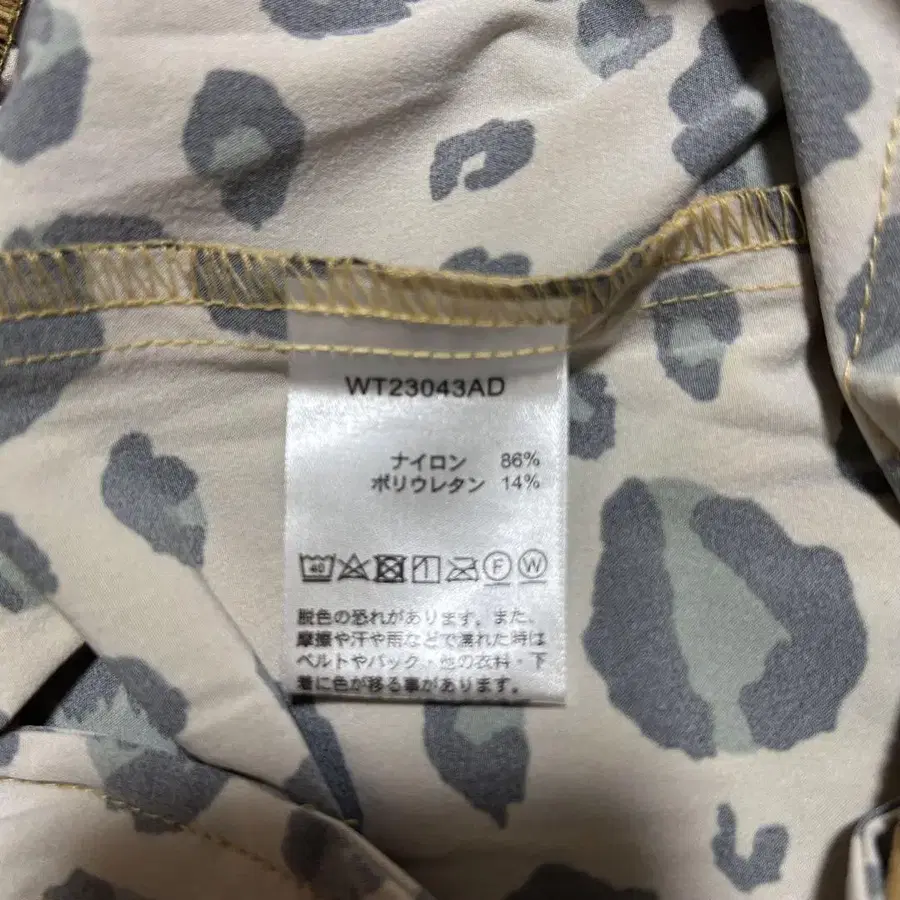 WT23043AD
ナイロン 86%
ポリウレタン 14%
40 F W
脱色の恐れがあります。また、
摩擦や汗や雨などで濡れた時は
ベルトやバック・他の衣料・下
着に色が移る事があります。